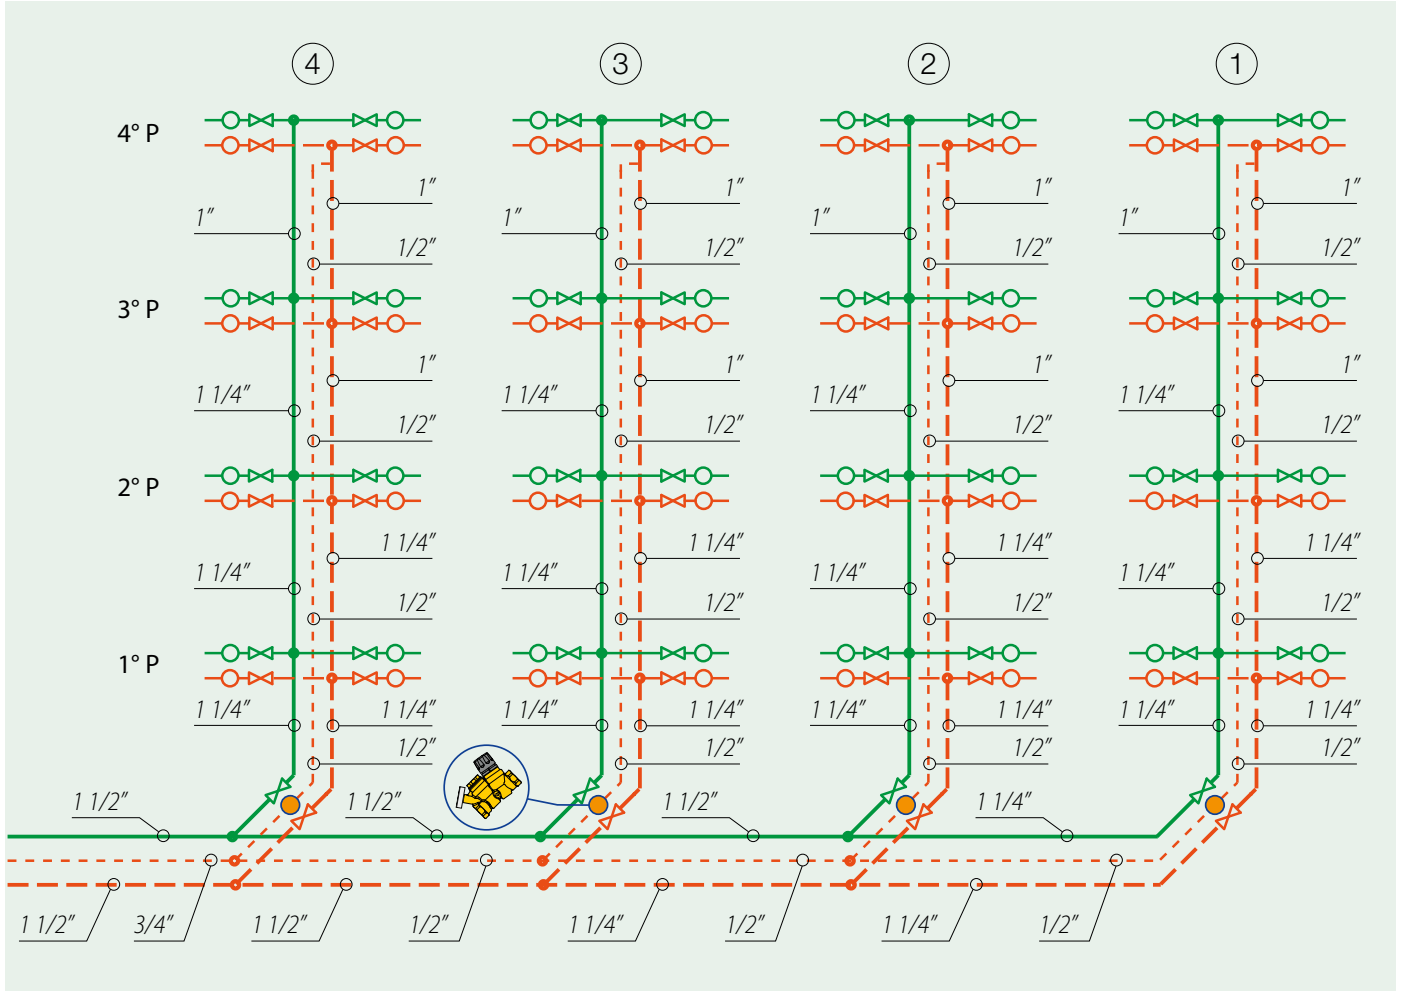 4 3 2 1
4° P
1” 1” 1” 1”
1” 1” 1” 1”
1/2” 1/2” 1/2” 1/2”
3° P
1” 1” 1” 1”
1 1/4” 1 1/4” 1 1/4” 1 1/4”
1/2” 1/2” 1/2” 1/2”
2° P
1 1/4” 1 1/4” 1 1/4” 1 1/4”
1 1/4” 1 1/4” 1 1/4” 1 1/4”
1/2” 1/2” 1/2” 1/2”
1° P
1 1/4” 1 1/4” 1 1/4” 1 1/4” 1 1/4” 1 1/4” 1 1/4” 1 1/4”
1/2” 1/2” 1/2” 1/2”
1 1/2” 1 1/2” 1 1/2” 1 1/4”
1 1/2” 3/4” 1 1/2” 1/2” 1 1/4” 1/2” 1 1/4” 1/2”